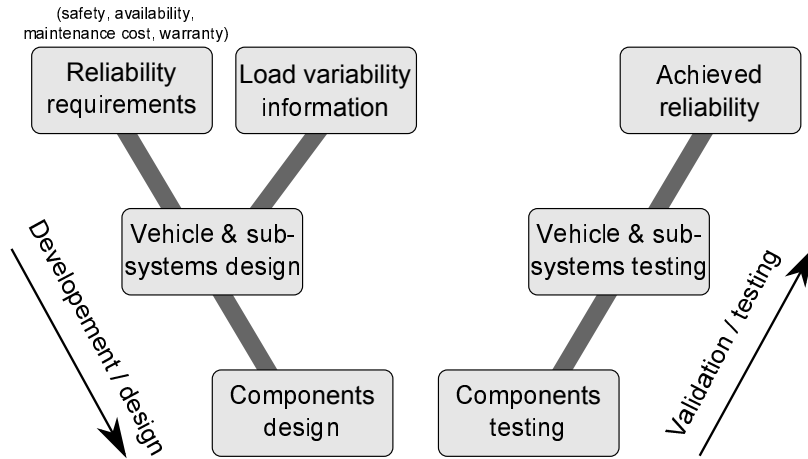 (safety, availability,
maintenance cost, warranty)
Reliability
requirements
Load variability
information
Achieved
reliability
Vehicle & sub-
systems design
Vehicle & sub-
systems testing
Developement / design
Validation / testing
Components
design
Components
testing